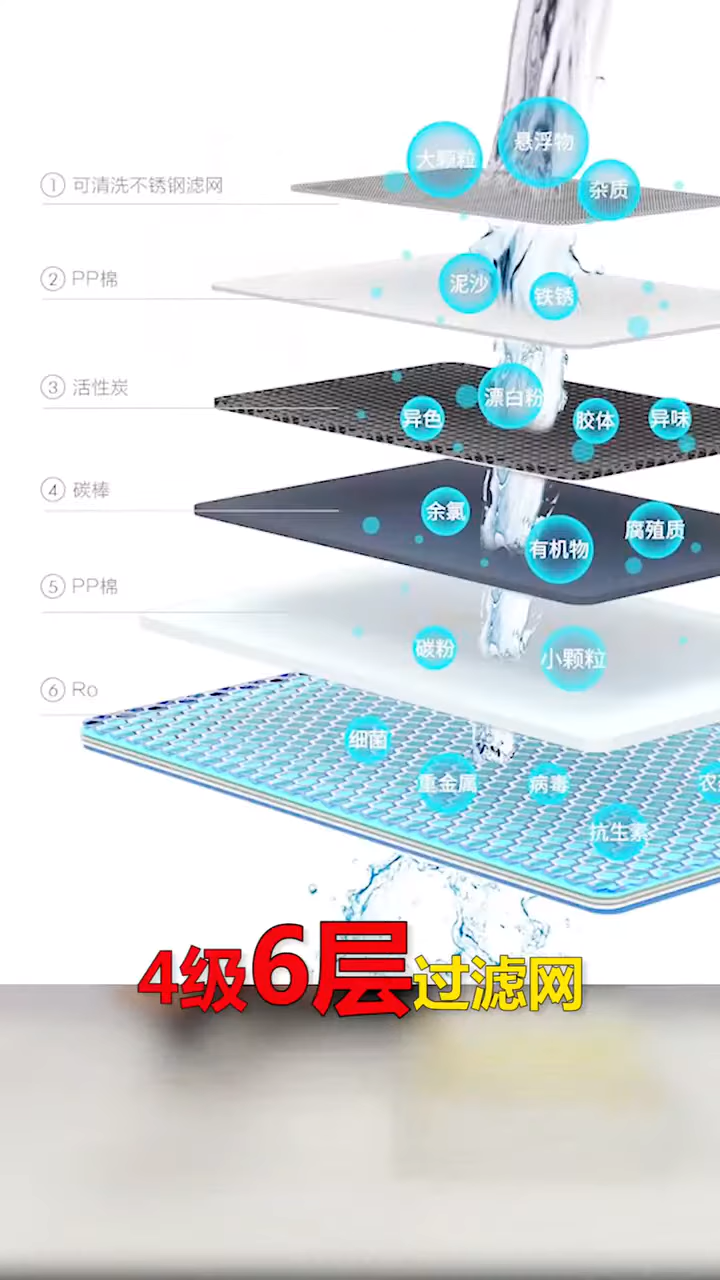 大颗粒
悬浮物
杂质
① 可清洗不锈钢滤网
泥沙
铁锈
② PP棉
③ 活性炭
异色
漂白粉
胶体
异味
④ 碳棒
余氯
有机物
腐殖质
⑤ PP棉
碳粉
小颗粒
⑥ Ro
细菌
重金属
病毒
抗生素
4级6层过滤网